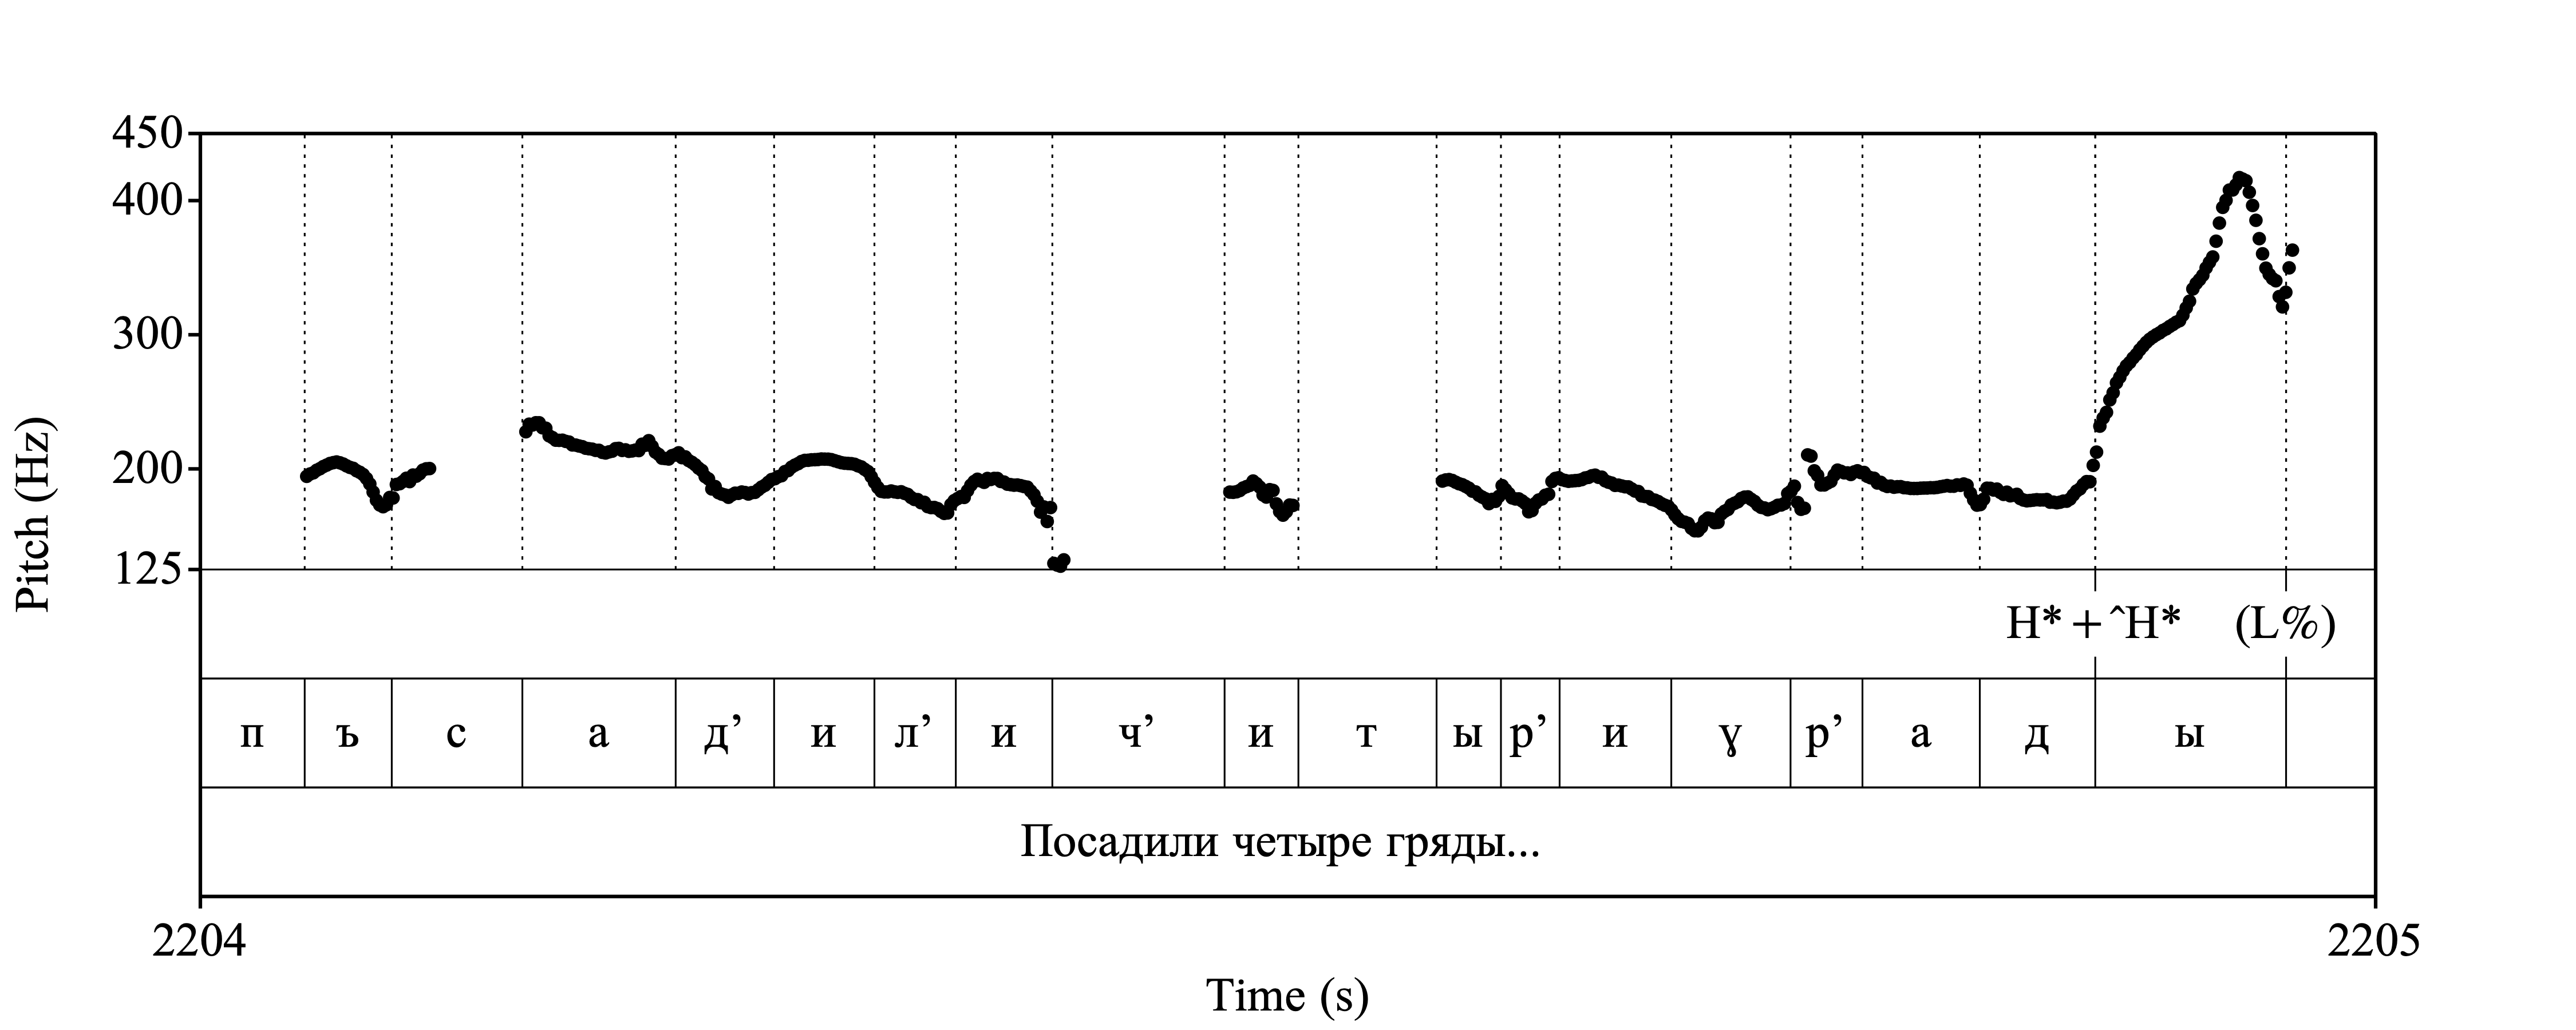 450
400
300
200
125
Pitch (Hz)
H* + ˆH* (L%)
п ъ с а д’ и л’ и ч’ и т ы р’ и ɣ р’ а д ы
Посадили четыре гряды...
2204 2205
Time (s)